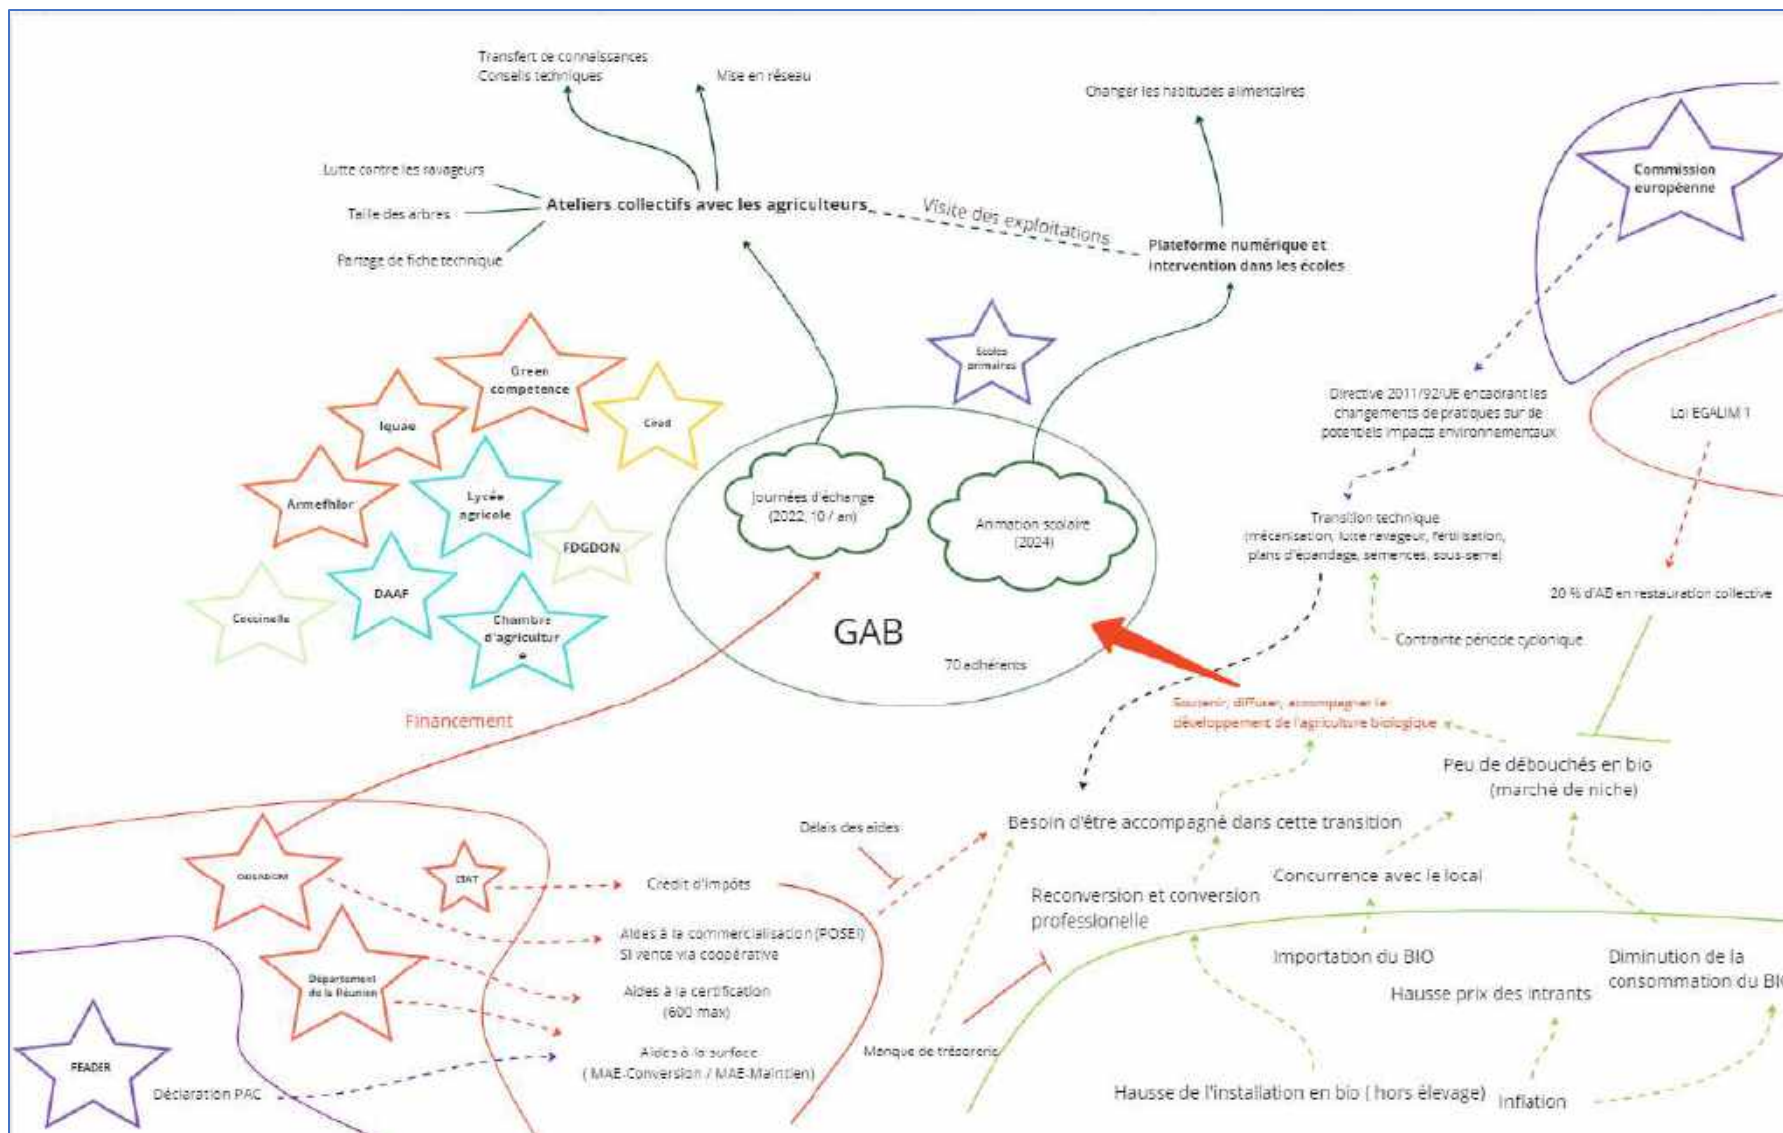 Transfert de connaissances
Conseils techniques
Mise en réseau
Changer les habitudes alimentaires
Commission
européenne
Lutte contre les ravageurs
Ateliers collectifs avec les agriculteurs
Visite des exploitations
Taille des arbres
Partage de fiche technique
Plateforme numérique et
intervention dans les écoles
Green
compétence
Iquae
Cirad
Ecoles
primaires
Directive 2011/92/UE encadrant les
changements de pratiques sur de
potentiels impacts environnementaux
Loi EGALIM 1
Armefhlor
Lycée
agricole
FDGDON
Journées d'échange
(2022, 10 / an)
Animation scolaire
(2024)
Transition technique
(mécanisation, lutte ravageur, fertilisation,
plans d'épandage, semences, sous-serre)
Coccinelle
DAAF
Chambre
d'agricultur
e
GAB
70 adhérents
20 % d'AB en restauration collective
Contrainte période cyclonique
Financement
Soutenir, diffuser, accompagner le
développement de l'agriculture biologique
Peu de débouchés en bio
(marché de niche)
Délais des aides
Besoin d'être accompagné dans cette transition
ODEADOM
Crédit d'impôts
Reconversion et conversion
professionelle
Concurrence avec le local
Aides à la commercialisation (POSEI)
Si vente via coopérative
Département
de la Réunion
Aides à la certification
(600 max)
Importation du BIO
Hausse prix des intrants
Diminution de la
consommation du BIO
FEADER
Déclaration PAC
Aides à la surface
( MAE-Conversion / MAE-Maintien)
Manque de trésorerie
Hausse de l'installation en bio ( hors élevage)
Inflation